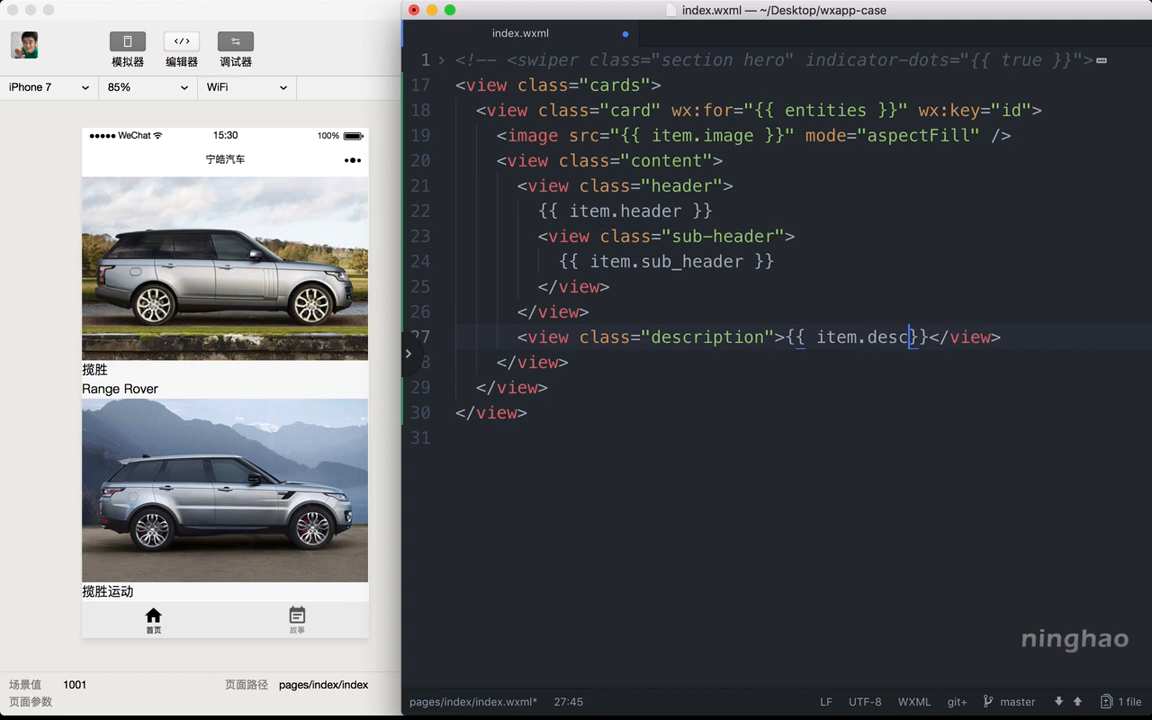 index.wxml — ~/Desktop/wxapp-case
模拟器
编辑器
调试器
iPhone 7
85%
WiFi
WeChat
15:30
100%
宁皓汽车
揽胜
Range Rover
揽胜运动
首页
故事
场景值 1001
页面路径 pages/index/index
页面参数
index.wxml
1 <!-- <swiper class="section hero" indicator-dots="{{ true }}">
17 <view class="cards">
18 <view class="card" wx:for="{{ entities }}" wx:key="id">
19 <image src="{{ item.image }}" mode="aspectFill" />
20 <view class="content">
21 <view class="header">
22 {{ item.header }}
23 <view class="sub-header">
24 {{ item.sub_header }}
25 </view>
26 </view>
27 <view class="description">{{ item.desc}}</view>
8 </view>
29 </view>
30 </view>
31
ninghao
pages/index/index.wxml* 27:45
LF UTF-8 WXML git+ master 1 file